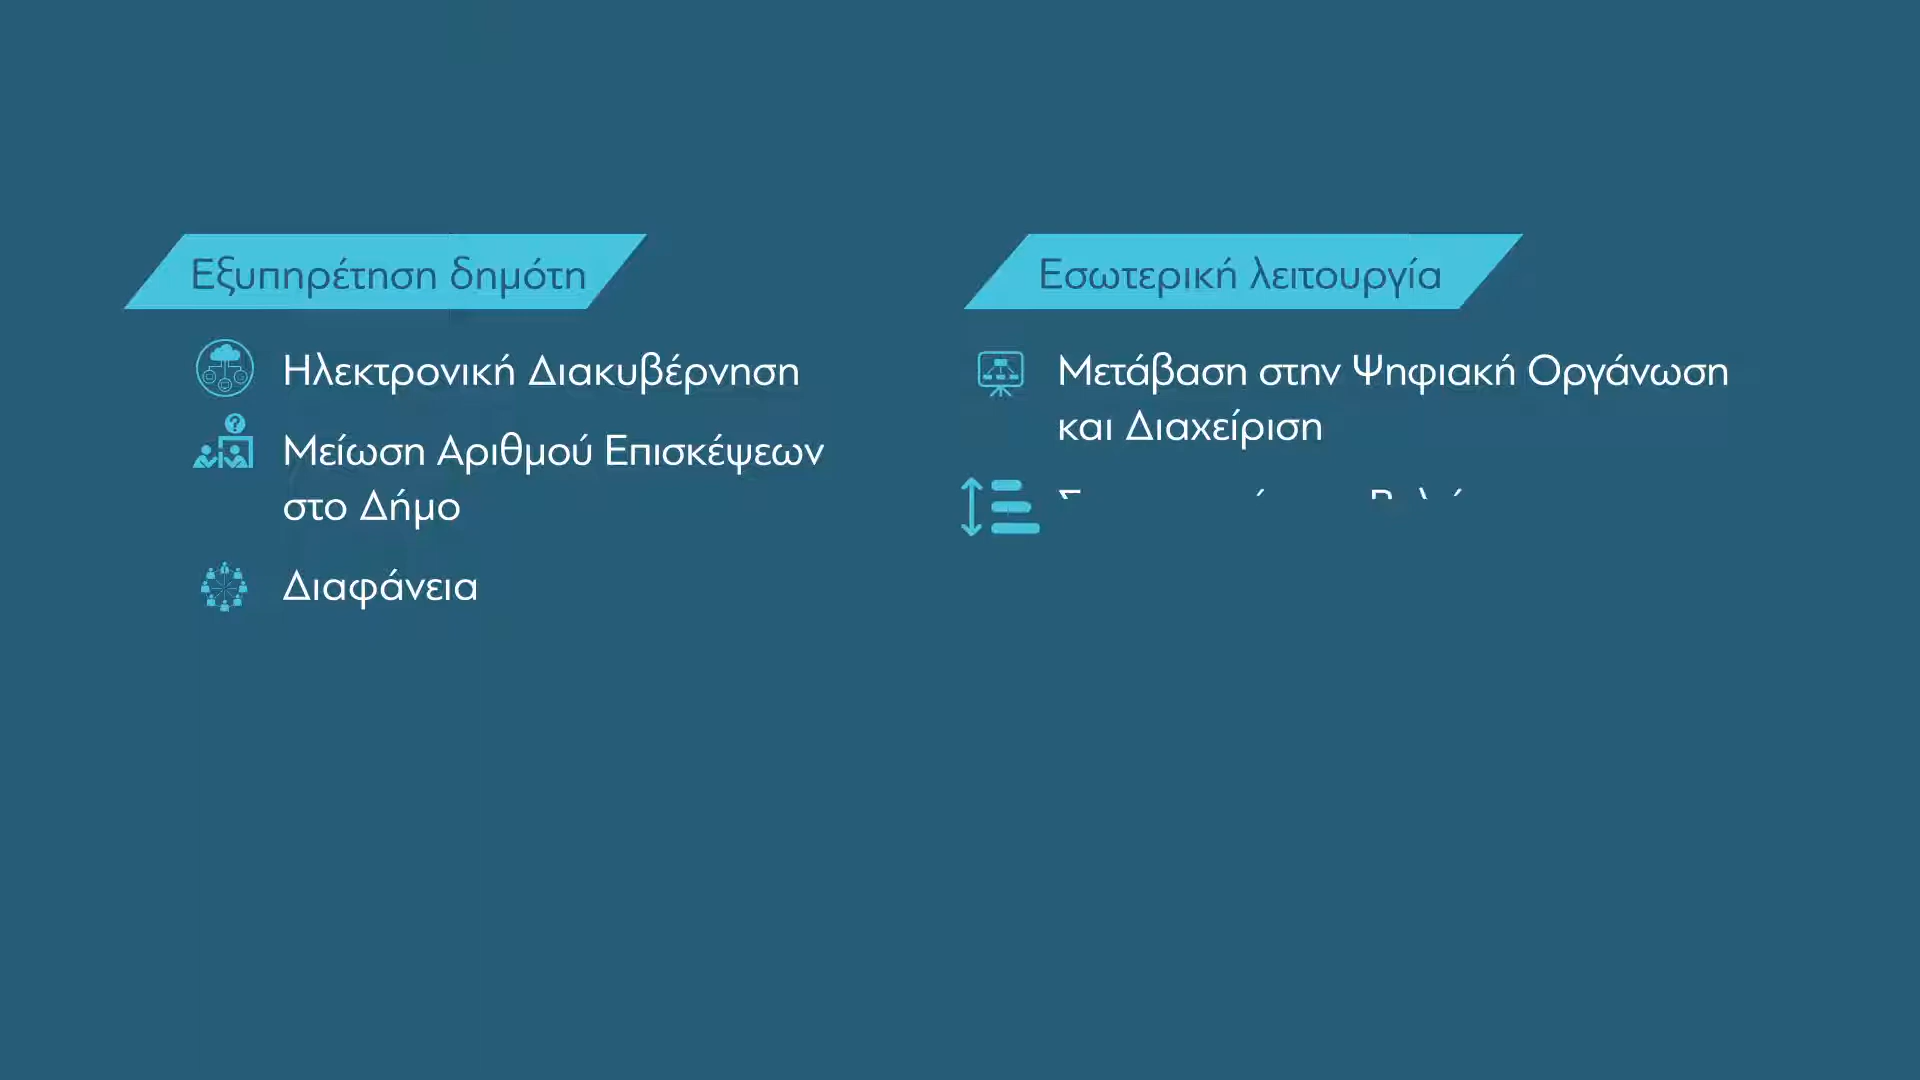 Εξυπηρέτηση δημότη
Ηλεκτρονική Διακυβέρνηση
Μείωση Αριθμού Επισκέψεων
στο Δήμο
Διαφάνεια
Εσωτερική λειτουργία
Μετάβαση στην Ψηφιακή Οργάνωση
και Διαχείριση